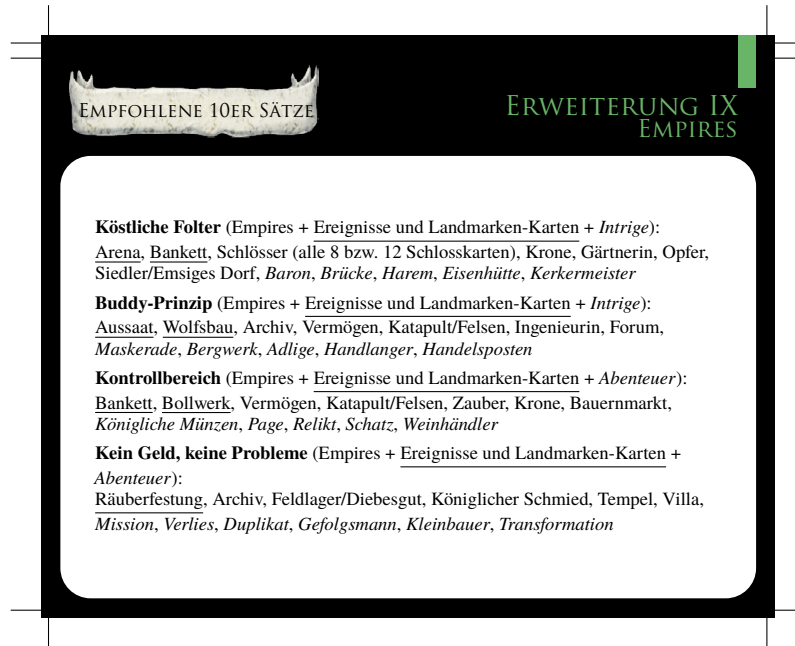 Empfohlene 10er Sätze
Erweiterung IX
Empires
Köstliche Folter (Empires + Ereignisse und Landmarken-Karten + Intrige):
Arena, Bankett, Schlösser (alle 8 bzw. 12 Schlosskarten), Krone, Gärtnerin, Opfer,
Siedler/Emsiges Dorf, Baron, Brücke, Harem, Eisenhütte, Kerkermeister
Buddy-Prinzip (Empires + Ereignisse und Landmarken-Karten + Intrige):
Aussaat, Wolfsbau, Archiv, Vermögen, Katapult/Felsen, Ingenieurin, Forum,
Maskerade, Bergwerk, Adlige, Handlanger, Handelsposten
Kontrollbereich (Empires + Ereignisse und Landmarken-Karten + Abenteuer):
Bankett, Bollwerk, Vermögen, Katapult/Felsen, Zauber, Krone, Bauernmarkt,
Königliche Münzen, Page, Relikt, Schatz, Weinhändler
Kein Geld, keine Probleme (Empires + Ereignisse und Landmarken-Karten +
Abenteuer):
Räuberfestung, Archiv, Feldlager/Diebesgut, Königlicher Schmied, Tempel, Villa,
Mission, Verlies, Duplikat, Gefolgsmann, Kleinbauer, Transformation